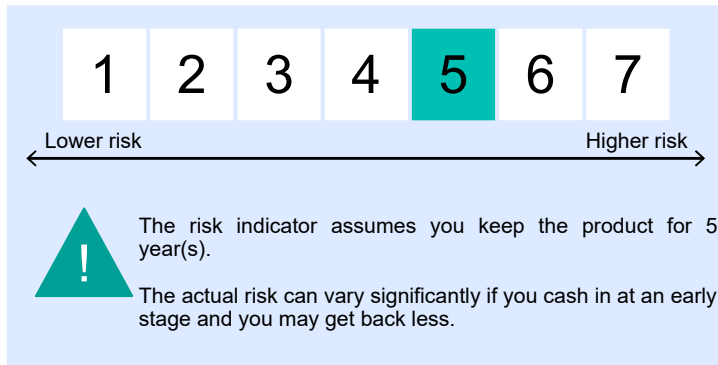 1 2 3 4 5 6 7
Lower risk Higher risk
!
The risk indicator assumes you keep the product for 5
year(s).
The actual risk can vary significantly if you cash in at an early
stage and you may get back less.